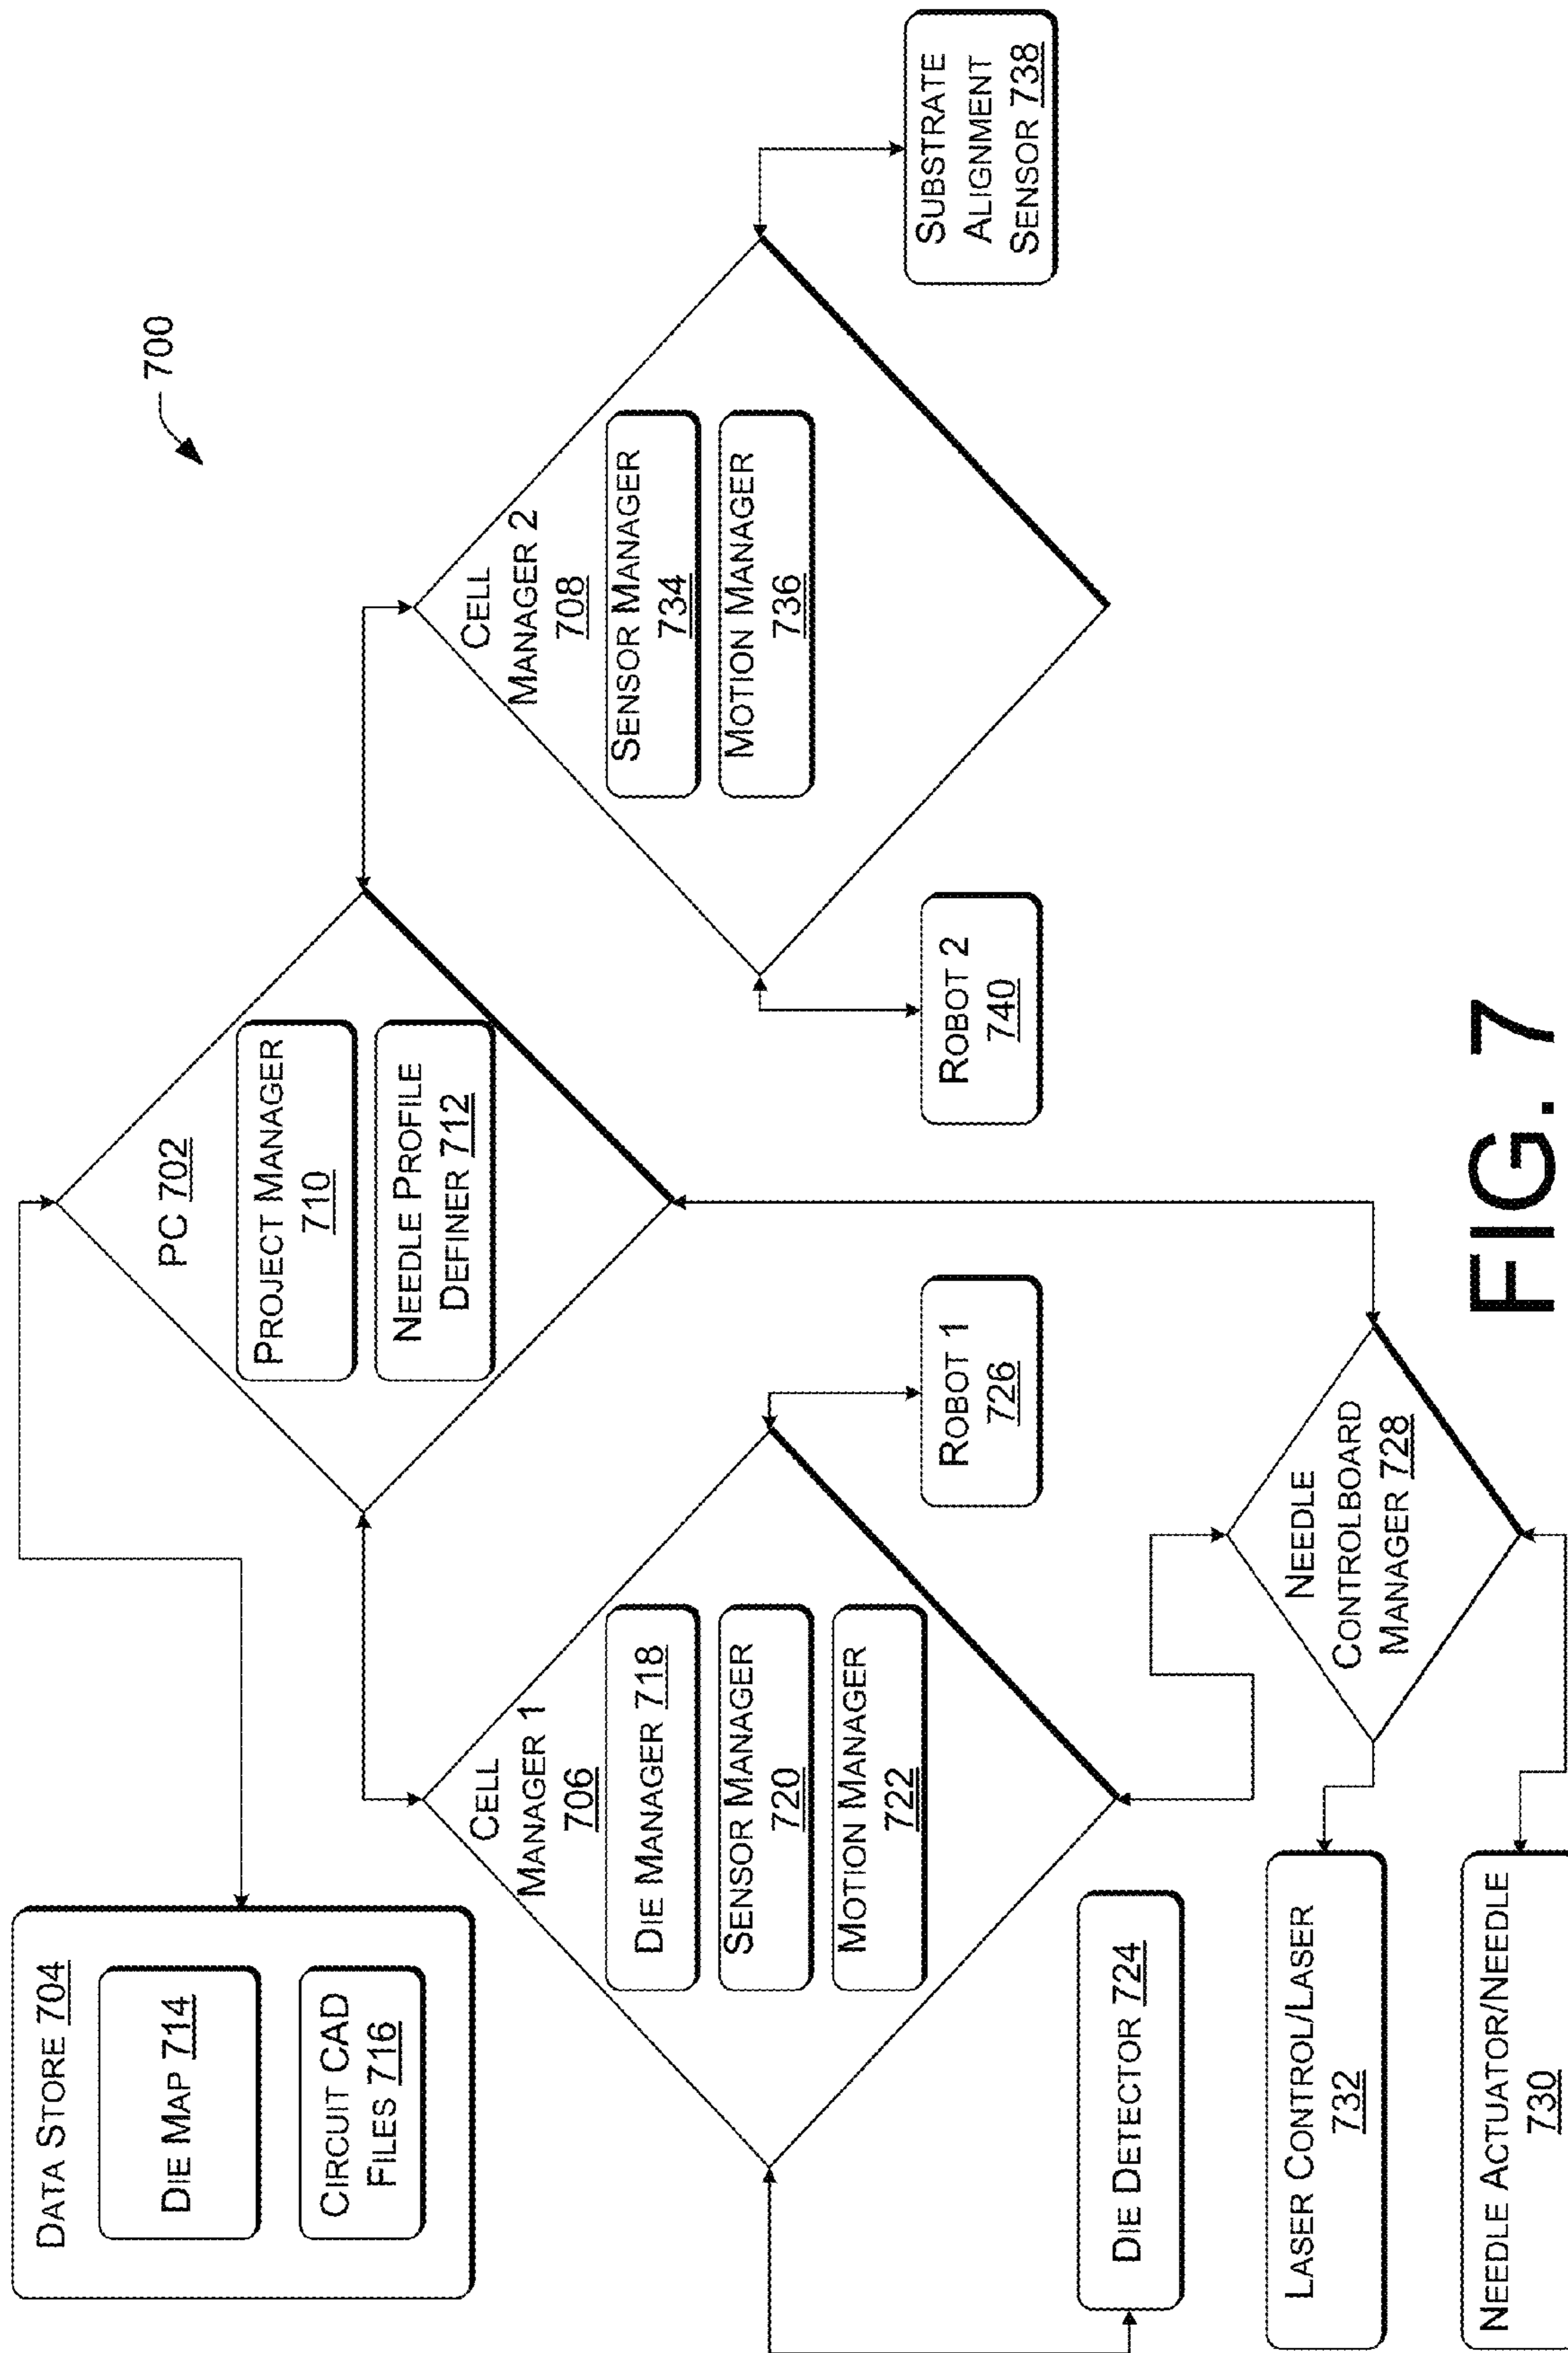 700
DATA STORE 704
DIE MAP 714
CIRCUIT CAD
FILES 716
PC 702
PROJECT MANAGER
710
NEEDLE PROFILE
DEFINER 712
CELL
MANAGER 1
706
DIE MANAGER 718
SENSOR MANAGER
720
MOTION MANAGER
722
CELL
MANAGER 2
708
SENSOR MANAGER
734
MOTION MANAGER
736
DIE DETECTOR 724
ROBOT 1
726
ROBOT 2
740
SUBSTRATE
ALIGNMENT
SENSOR 738
NEEDLE
CONTROLBOARD
MANAGER 728
LASER CONTROL/LASER
732
NEEDLE ACTUATOR/NEEDLE
730
FIG. 7